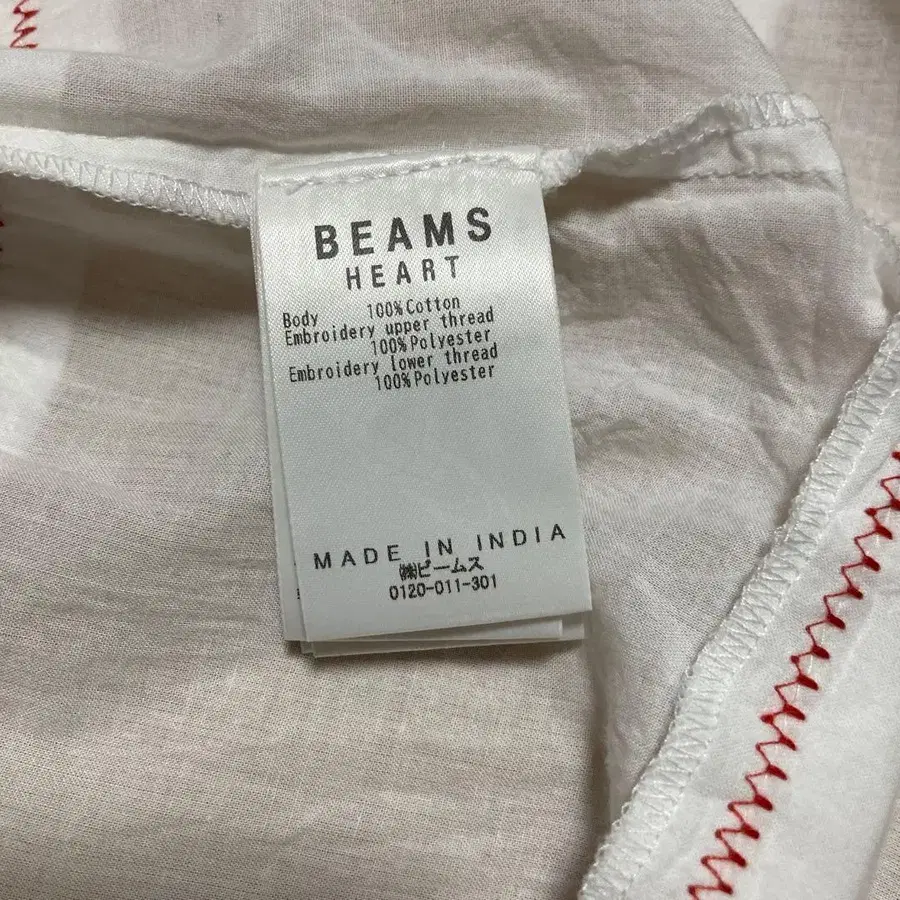 BEAMS
HEART
Body 100%Cotton
Embroidery upper thread
100%Polyester
Embroidery lower thread
100%Polyester
MADE IN INDIA
㈱ビームス
0120-011-301